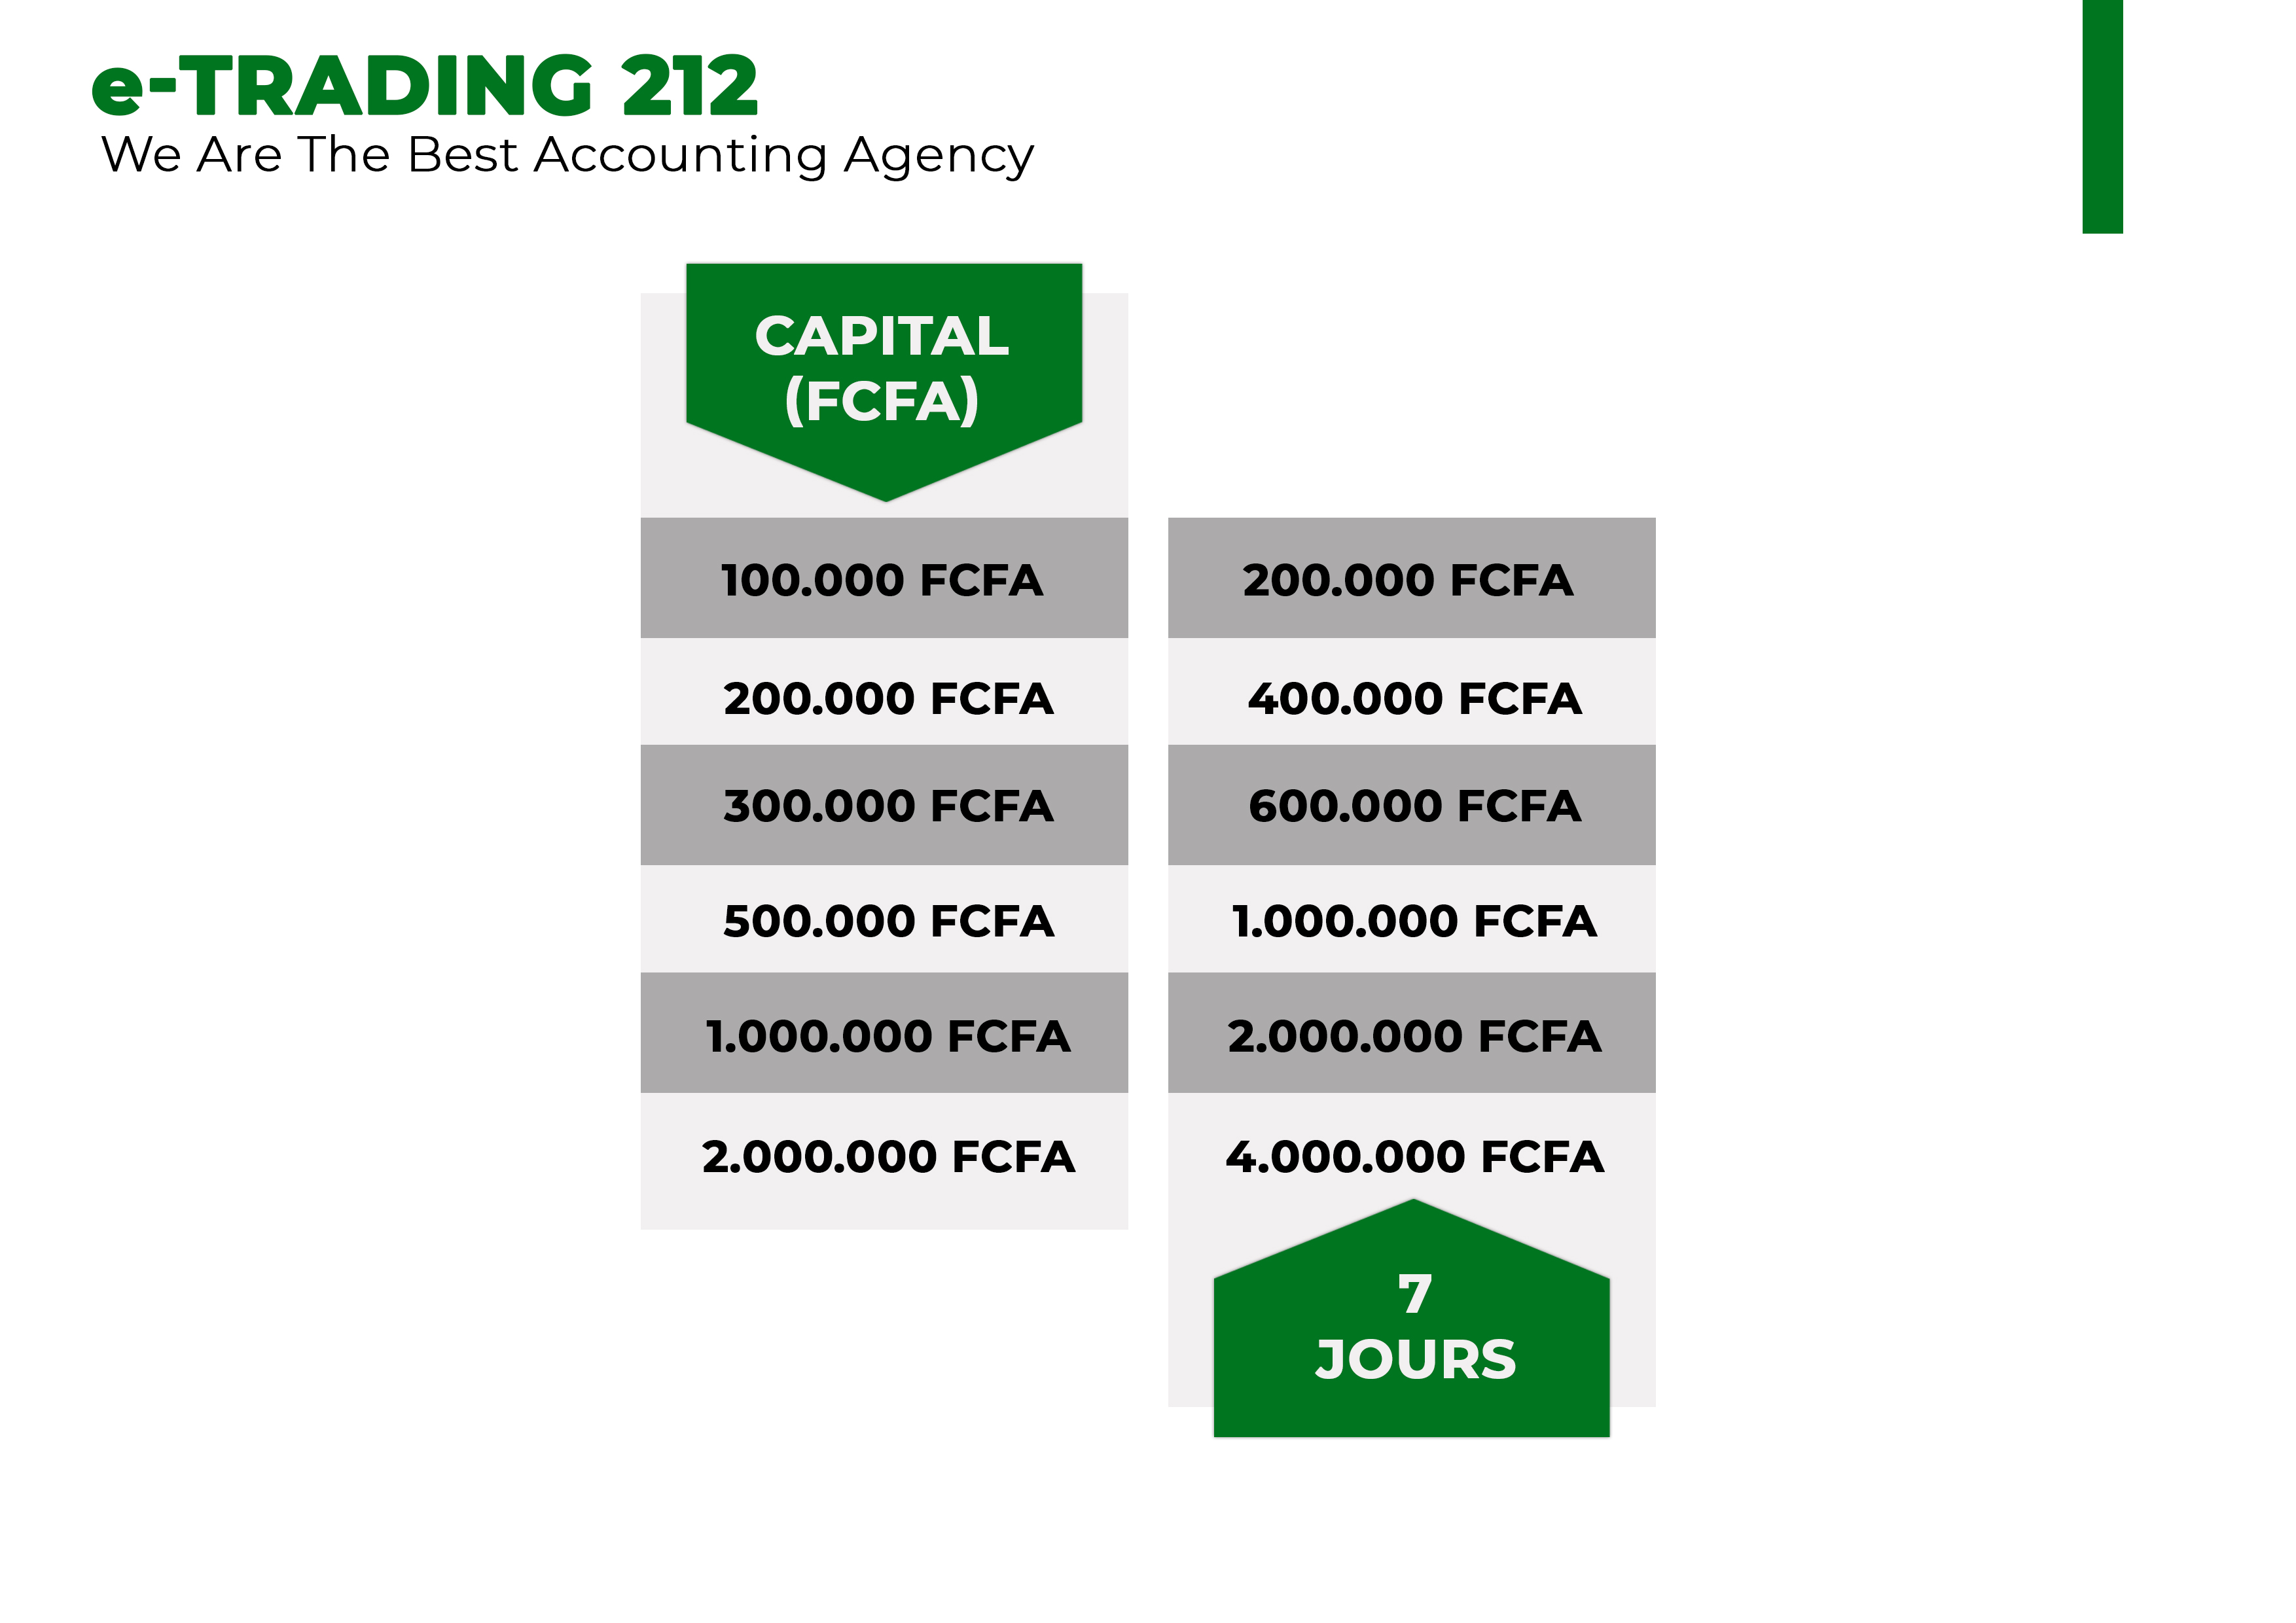 e-TRADING 212
We Are The Best Accounting Agency
CAPITAL
(FCFA)
100.000 FCFA
200.000 FCFA
200.000 FCFA
400.000 FCFA
300.000 FCFA
600.000 FCFA
500.000 FCFA
1.000.000 FCFA
1.000.000 FCFA
2.000.000 FCFA
2.000.000 FCFA
4.000.000 FCFA
7
JOURS